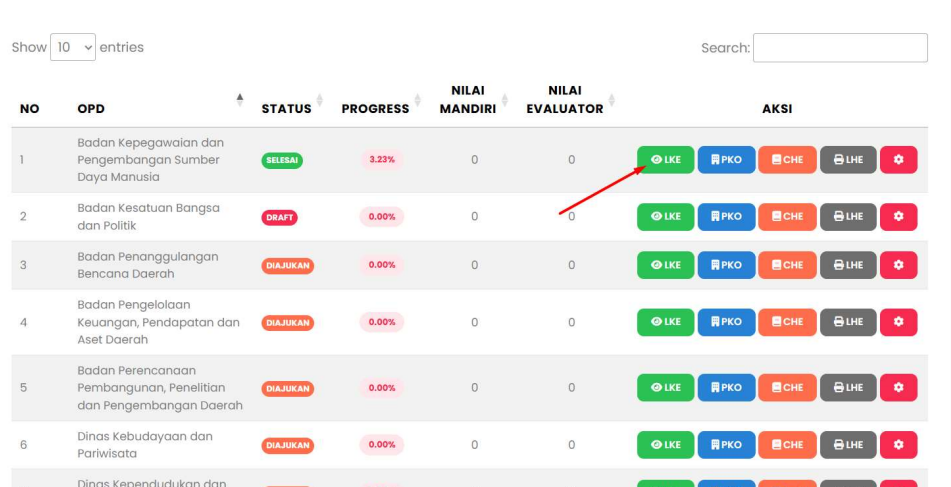 Show 10 entries
Search:
NO OPD STATUS PROGRESS NILAI MANDIRI NILAI EVALUATOR AKSI
1 Badan Kepegawaian dan Pengembangan Sumber Daya Manusia SELESAI 3.23% 0 0 LKE PKO CHE LHE
2 Badan Kesatuan Bangsa dan Politik DRAFT 0.00% 0 0 LKE PKO CHE LHE
3 Badan Penanggulangan Bencana Daerah DIAJUKAN 0.00% 0 0 LKE PKO CHE LHE
4 Badan Pengelolaan Keuangan, Pendapatan dan Aset Daerah DIAJUKAN 0.00% 0 0 LKE PKO CHE LHE
5 Badan Perencanaan Pembangunan, Penelitian dan Pengembangan Daerah DIAJUKAN 0.00% 0 0 LKE PKO CHE LHE
6 Dinas Kebudayaan dan Pariwisata DIAJUKAN 0.00% 0 0 LKE PKO CHE LHE
Dinas Kependudukan dan